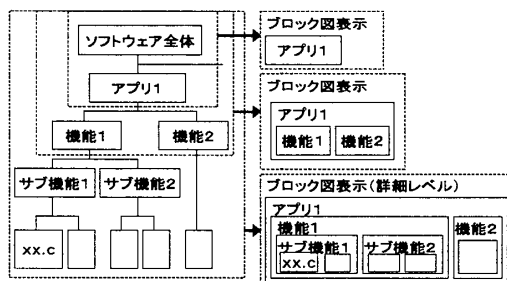 ソフトウェア全体
アプリ1
機能1
機能2
サブ機能1
サブ機能2
xx.c
ブロック図表示
アプリ1
ブロック図表示
アプリ1
機能1
機能2
ブロック図表示(詳細レベル)
アプリ1
機能1
機能2
サブ機能1
サブ機能2
xx.c